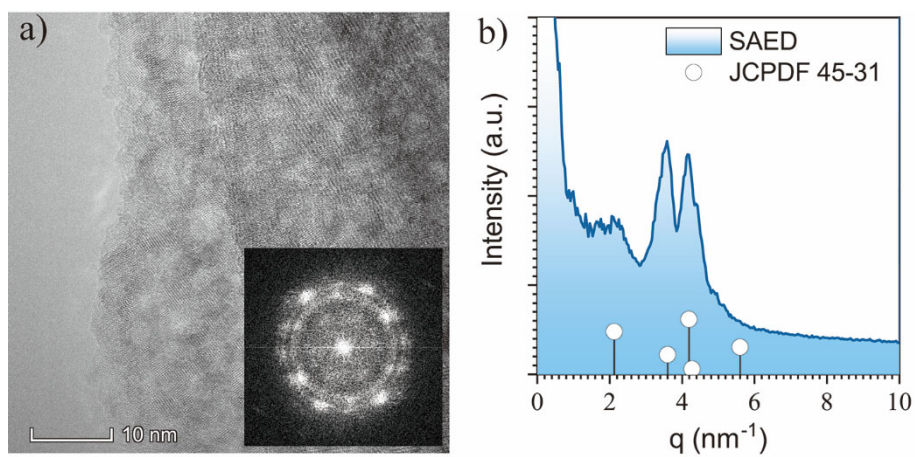 a)
10 nm
b)
SAED
JCPDF 45-31
Intensity (a.u.)
0 2 4 6 8 10
q (nm⁻¹)